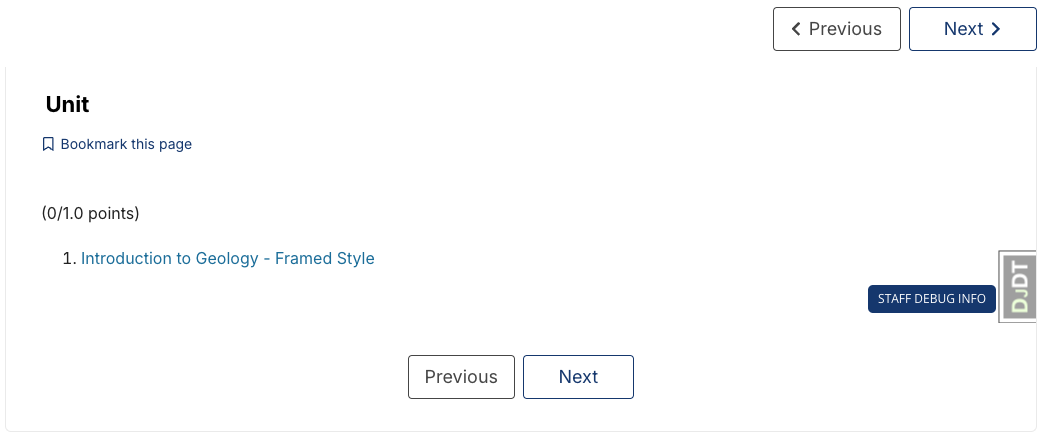 Previous
Next
Unit
Bookmark this page
(0/1.0 points)
1. Introduction to Geology - Framed Style
DJDT
STAFF DEBUG INFO
Previous
Next